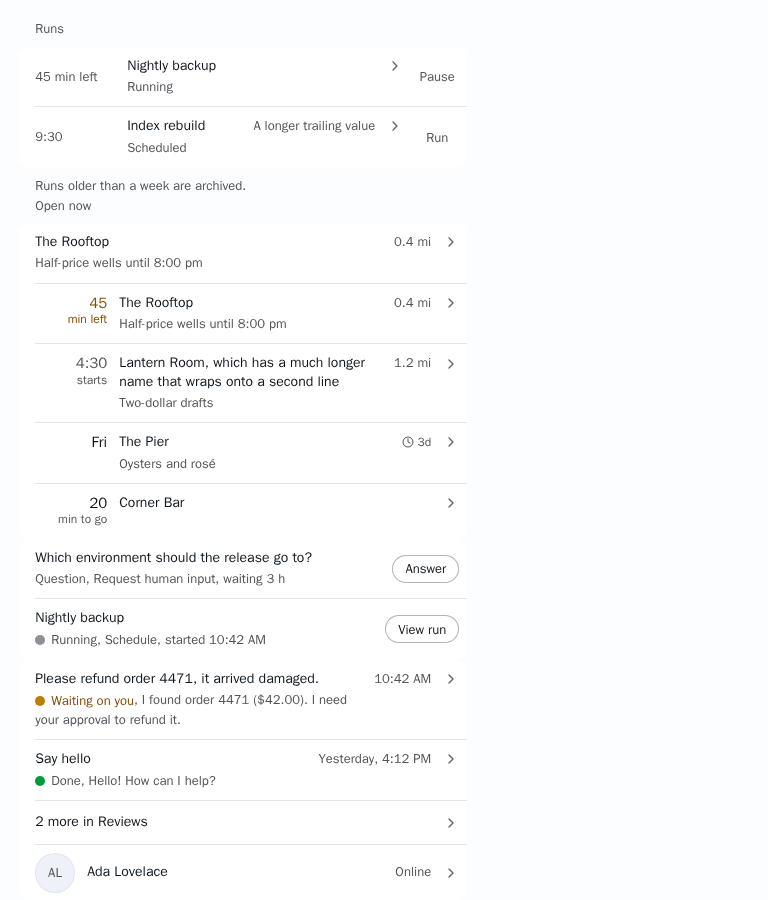 Runs
45 min left
Nightly backup
Running
Pause
9:30
Index rebuild
A longer trailing value
Scheduled
Run
Runs older than a week are archived.
Open now
The Rooftop
0.4 mi
Half-price wells until 8:00 pm
45
min left
The Rooftop
0.4 mi
Half-price wells until 8:00 pm
4:30
starts
Lantern Room, which has a much longer
name that wraps onto a second line
1.2 mi
Two-dollar drafts
Fri
The Pier
3d
Oysters and rosé
20
min to go
Corner Bar
Which environment should the release go to?
Question, Request human input, waiting 3 h
Answer
Nightly backup
Running, Schedule, started 10:42 AM
View run
Please refund order 4471, it arrived damaged.
10:42 AM
Waiting on you, I found order 4471 ($42.00). I need
your approval to refund it.
Say hello
Yesterday, 4:12 PM
Done, Hello! How can I help?
2 more in Reviews
AL
Ada Lovelace
Online